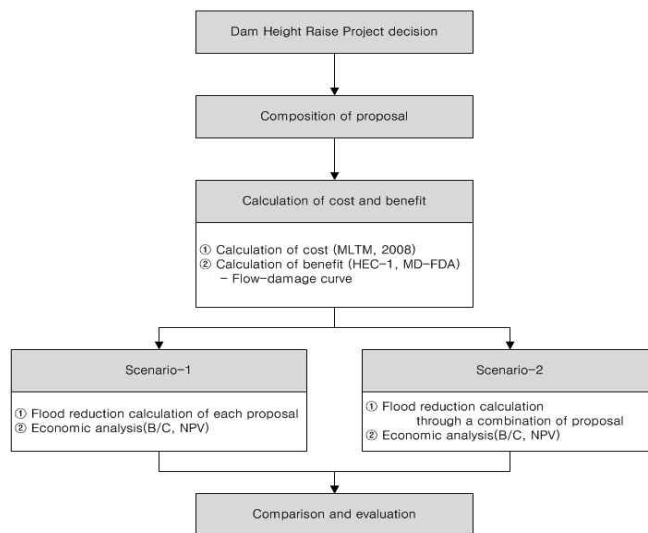 Dam Height Raise Project decision
Composition of proposal
Calculation of cost and benefit
① Calculation of cost (MLTM, 2008)
② Calculation of benefit (HEC-1, MD-FDA)
- Flow-damage curve
Scenario-1
① Flood reduction calculation of each proposal
② Economic analysis(B/C, NPV)
Scenario-2
① Flood reduction calculation
through a combination of proposal
② Economic analysis(B/C, NPV)
Comparison and evaluation